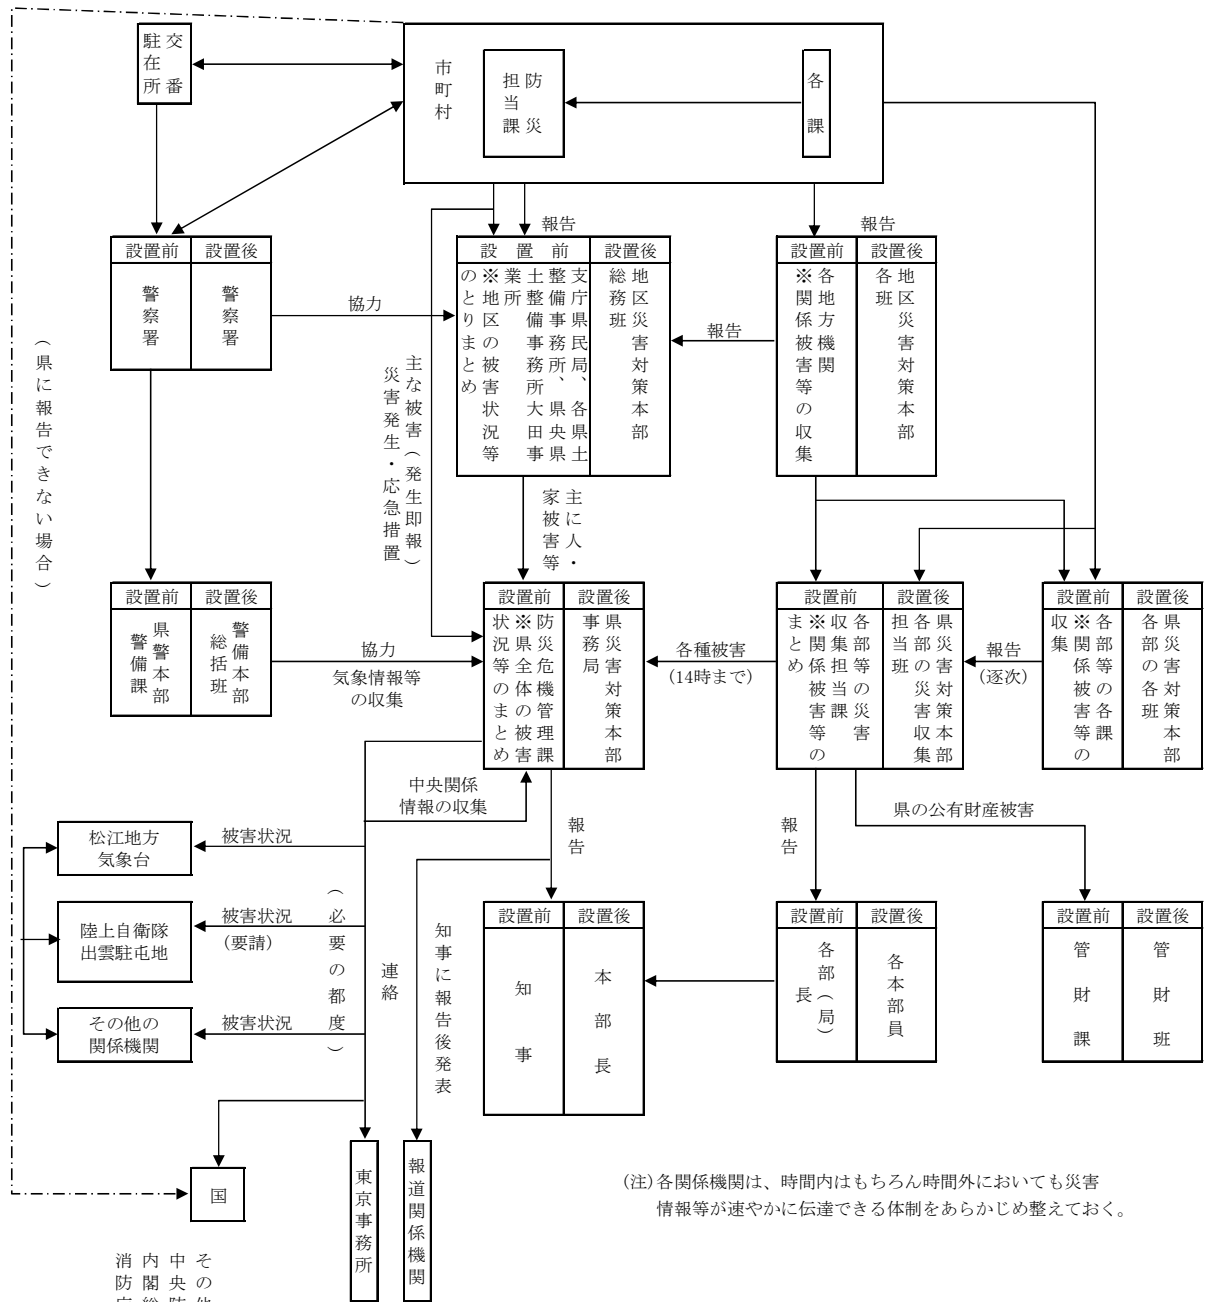 交番
駐在所
市町村
防災
担当課
各課
報告
報告
設置前
設置後
警察署
警察署
協力
設置前
設置後
支庁県民局、各県土
整備事務所、県央県
土整備事務所大田事
業所
※地区の被害状況等
のとりまとめ
地区災害対策本部
総務班
報告
設置前
設置後
各地方機関
※関係被害等の収集
地区災害対策本部
各班
(県に報告できない場合)
主な被害(発生即報)
災害発生・応急措置
主に人・
家被害等・
設置前
設置後
県警本部
警備課
警備本部
総括班
協力
気象情報等
の収集
設置前
設置後
防災危機管理課
※県全体の被害
状況等のまとめ
県災害対策本部
事務局
各種被害
(14時まで)
設置前
設置後
各部等の災害
収集担当課
※関係被害等の
まとめ
県災害対策本部
各部の災害収集
担当班
報告
(逐次)
設置前
設置後
各部等の各課
※関係被害等の
収集
県災害対策本部
各部の各班
中央関係
情報の収集
報告
報告
県の公有財産被害
松江地方
気象台
被害状況
陸上自衛隊
出雲駐屯地
被害状況
(要請)
その他の
関係機関
被害状況
(必要の都度)
連絡
知事に報告後発表
設置前
設置後
知事
本部長
設置前
設置後
各部(局)
長
各本部員
設置前
設置後
管財課
管財班
国
東京事務所
報道関係機関
(注)各関係機関は、時間内はもちろん時間外においても災害
情報等が速やかに伝達できる体制をあらかじめ整えておく。
その
中央
内閣
消防